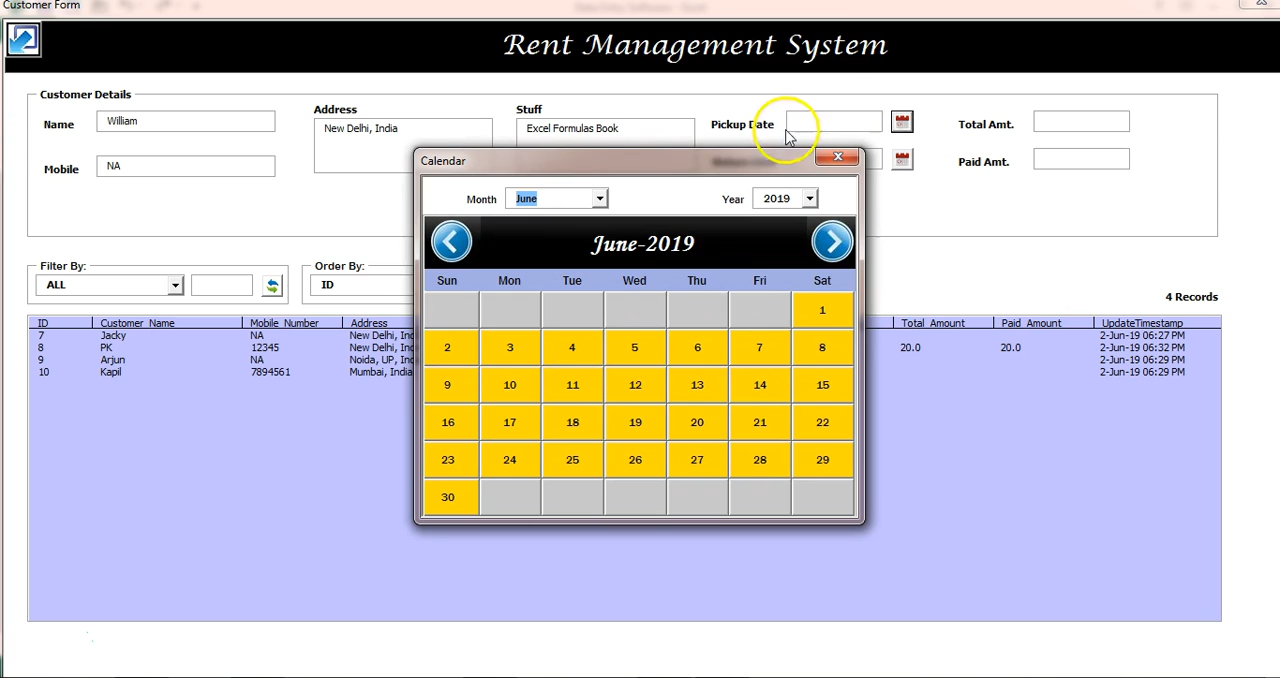 Customer Form
Rent Management System
Customer Details
Name William
Address
New Delhi, India
Stuff
Excel Formulas Book
Pickup Date
Total Amt.
Mobile NA
Paid Amt.
Calendar
Month June Year 2019
June-2019
Sun Mon Tue Wed Thu Fri Sat
1
2 3 4 5 6 7 8
9 10 11 12 13 14 15
16 17 18 19 20 21 22
23 24 25 26 27 28 29
30
Filter By:
ALL
Order By:
ID
4 Records
ID Customer Name Mobile Number Address Total Amount Paid Amount UpdateTimestamp
7 Jacky NA New Delhi, Ind 2-Jun-19 06:27 PM
8 PK 12345 New Delhi, Ind 20.0 20.0 2-Jun-19 06:32 PM
9 Arjun NA Noida, UP, Ind 2-Jun-19 06:29 PM
10 Kapil 7894561 Mumbai, India 2-Jun-19 06:29 PM